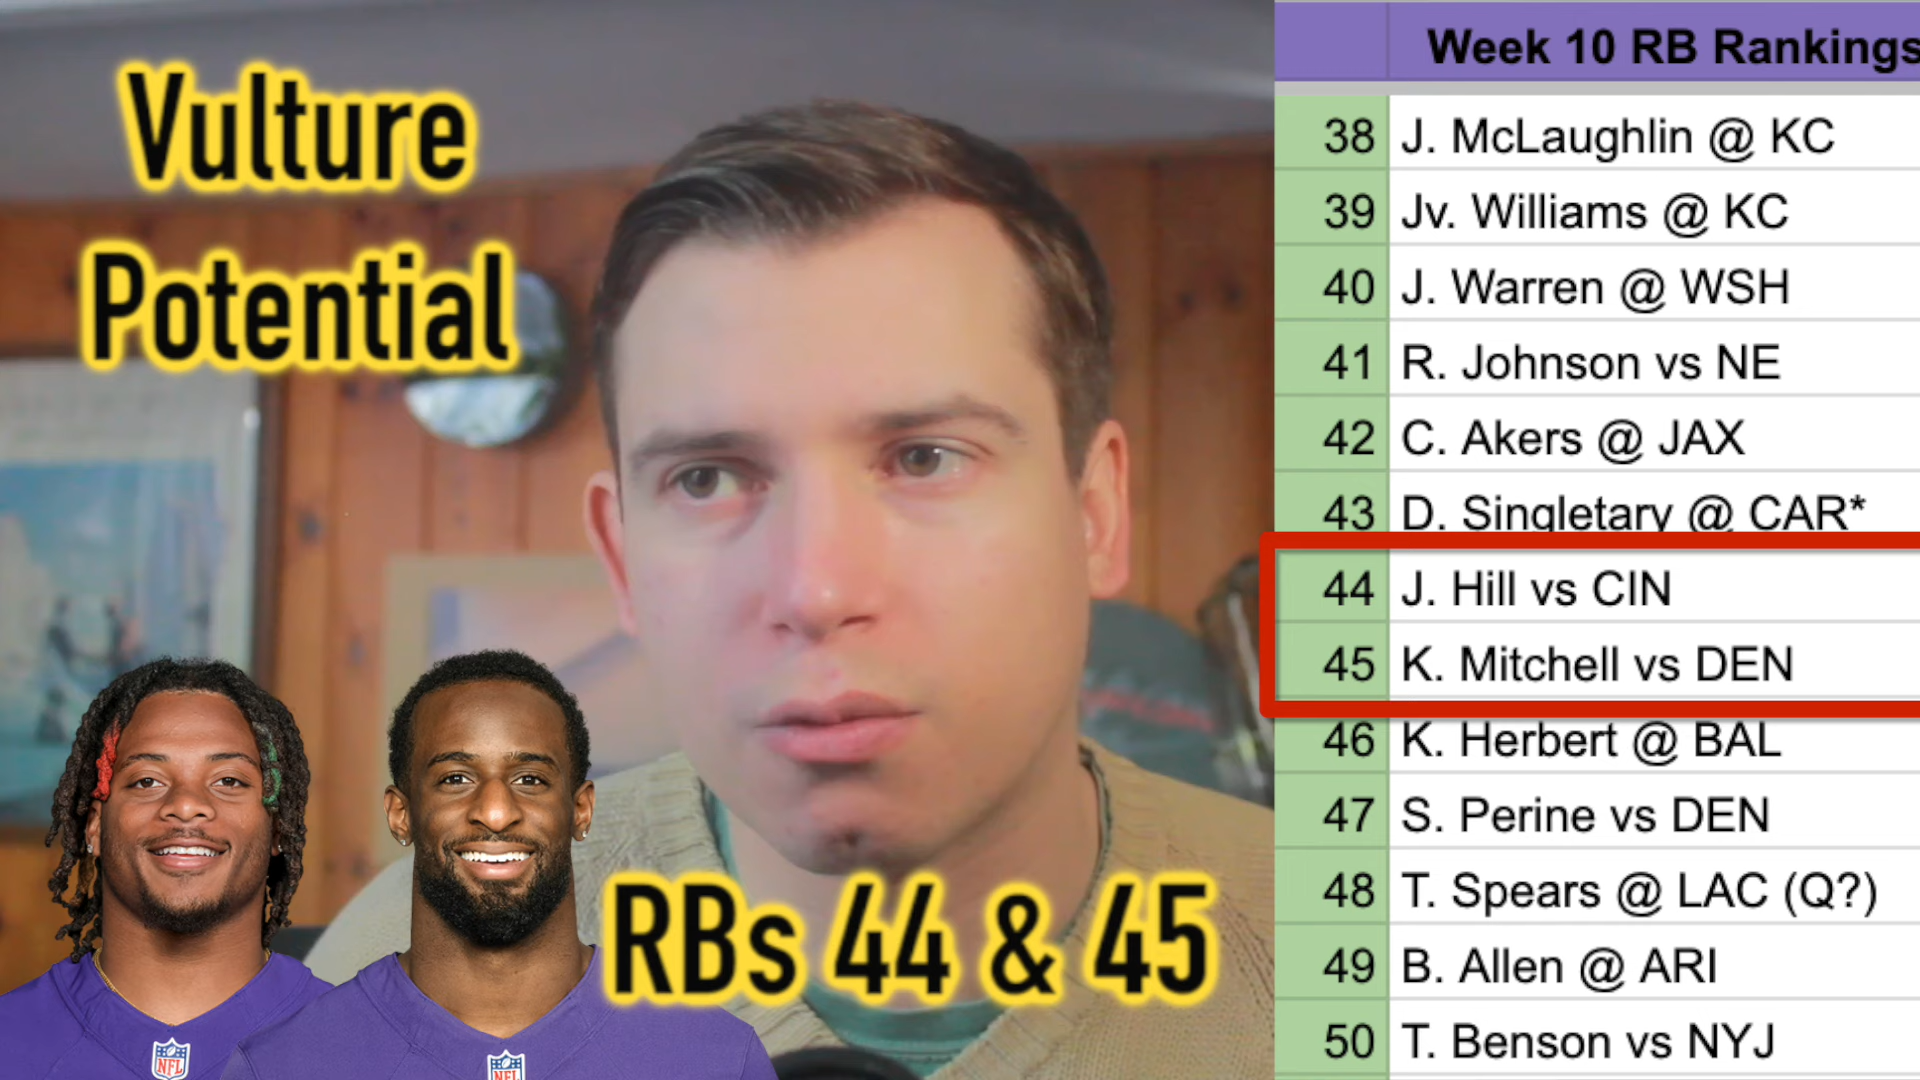 Vulture
Potential
RBs 44 & 45
NFL
NFL
Week 10 RB Rankings
38 J. McLaughlin @ KC
39 Jv. Williams @ KC
40 J. Warren @ WSH
41 R. Johnson vs NE
42 C. Akers @ JAX
43 D. Singletary @ CAR*
44 J. Hill vs CIN
45 K. Mitchell vs DEN
46 K. Herbert @ BAL
47 S. Perine vs DEN
48 T. Spears @ LAC (Q?)
49 B. Allen @ ARI
50 T. Benson vs NYJ